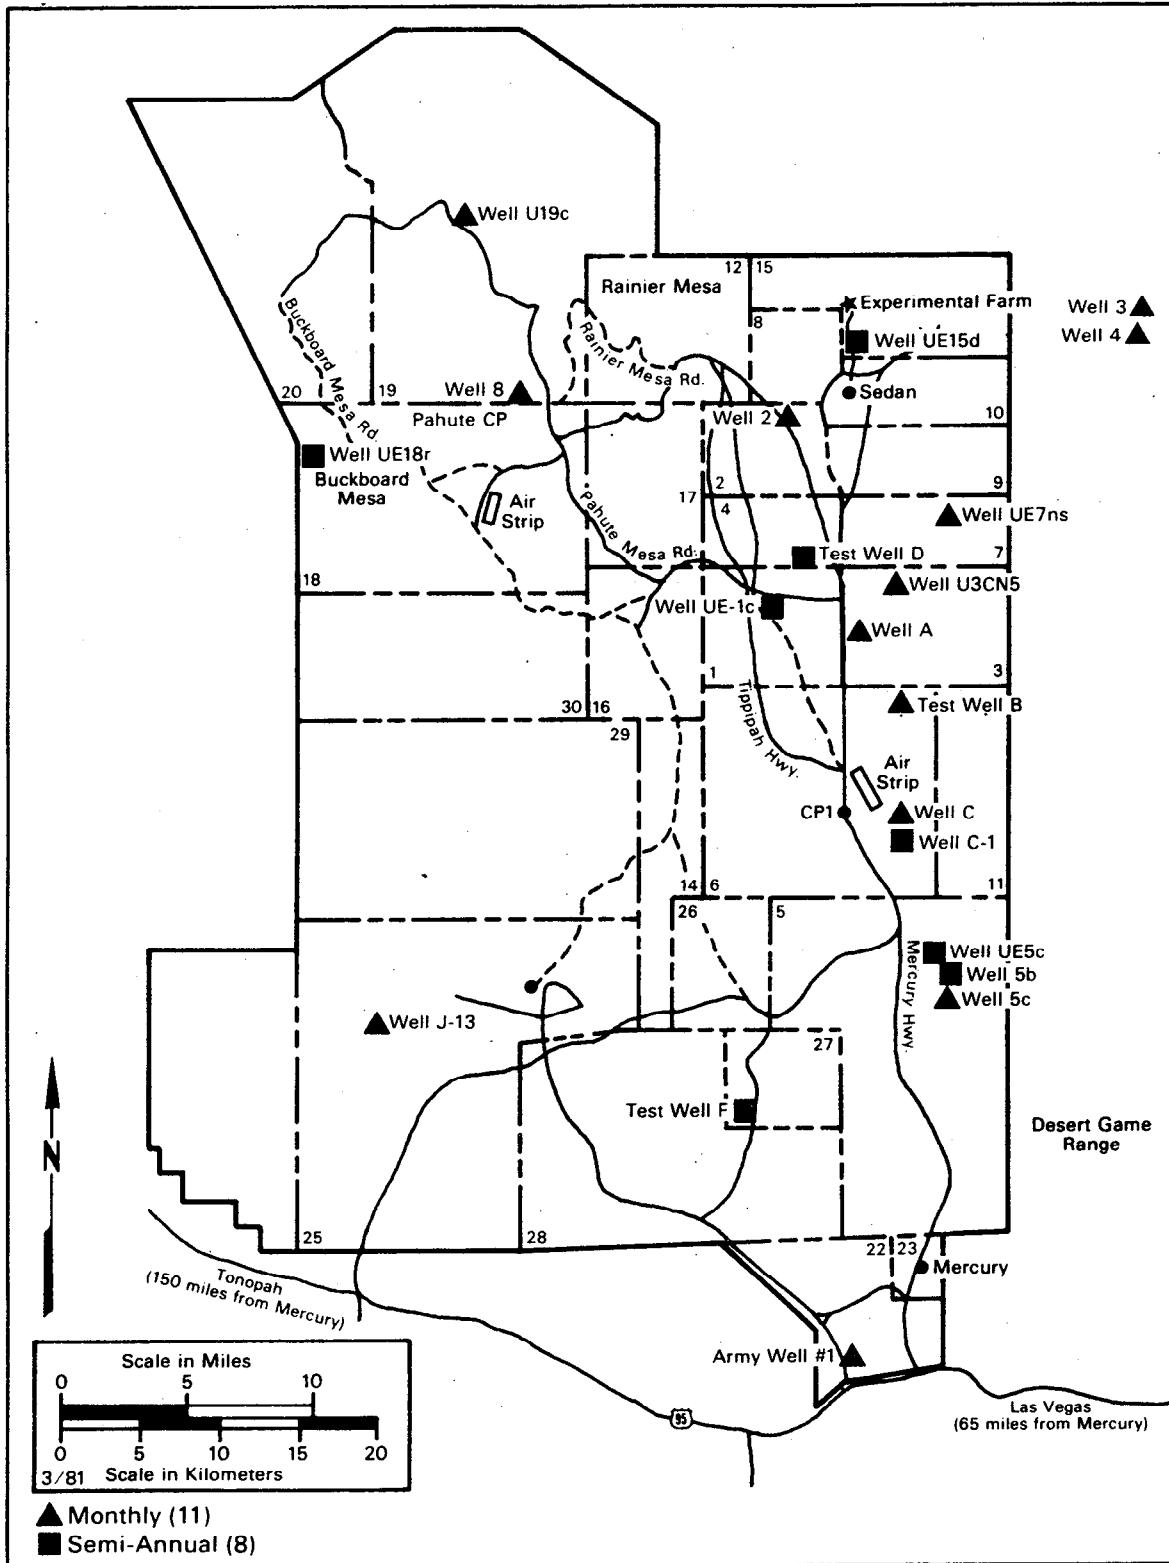 Well U19c
12 15
Rainier Mesa
Experimental Farm
Well 3
Buckboard Mesa Rd.
Rainier Mesa Rd.
8
Well 4
Well UE15d
20
19
Well 8
Sedan
Pahute CP
Well 2
10
Well UE18r
Buckboard
Mesa
Air
Strip
Pahute Mesa Rd.
17
2
4
9
Well UE7ns
Test Well D
7
18
Well U3CN5
Well UE-1c
Well A
1
3
Tippipah Hwy.
30 16
Test Well B
29
Air
Strip
CP1
Well C
Well C-1
14 6
11
26
5
Mercury Hwy.
Well UE5c
Well 5b
Well 5c
Well J-13
27
Test Well F
Desert Game
Range
N
25
28
22 23
Mercury
Tonopah
(150 miles from Mercury)
Army Well #1
95
Las Vegas
(65 miles from Mercury)
Scale in Miles
0 5 10
0 5 10 15 20
3/81 Scale in Kilometers
Monthly (11)
Semi-Annual (8)